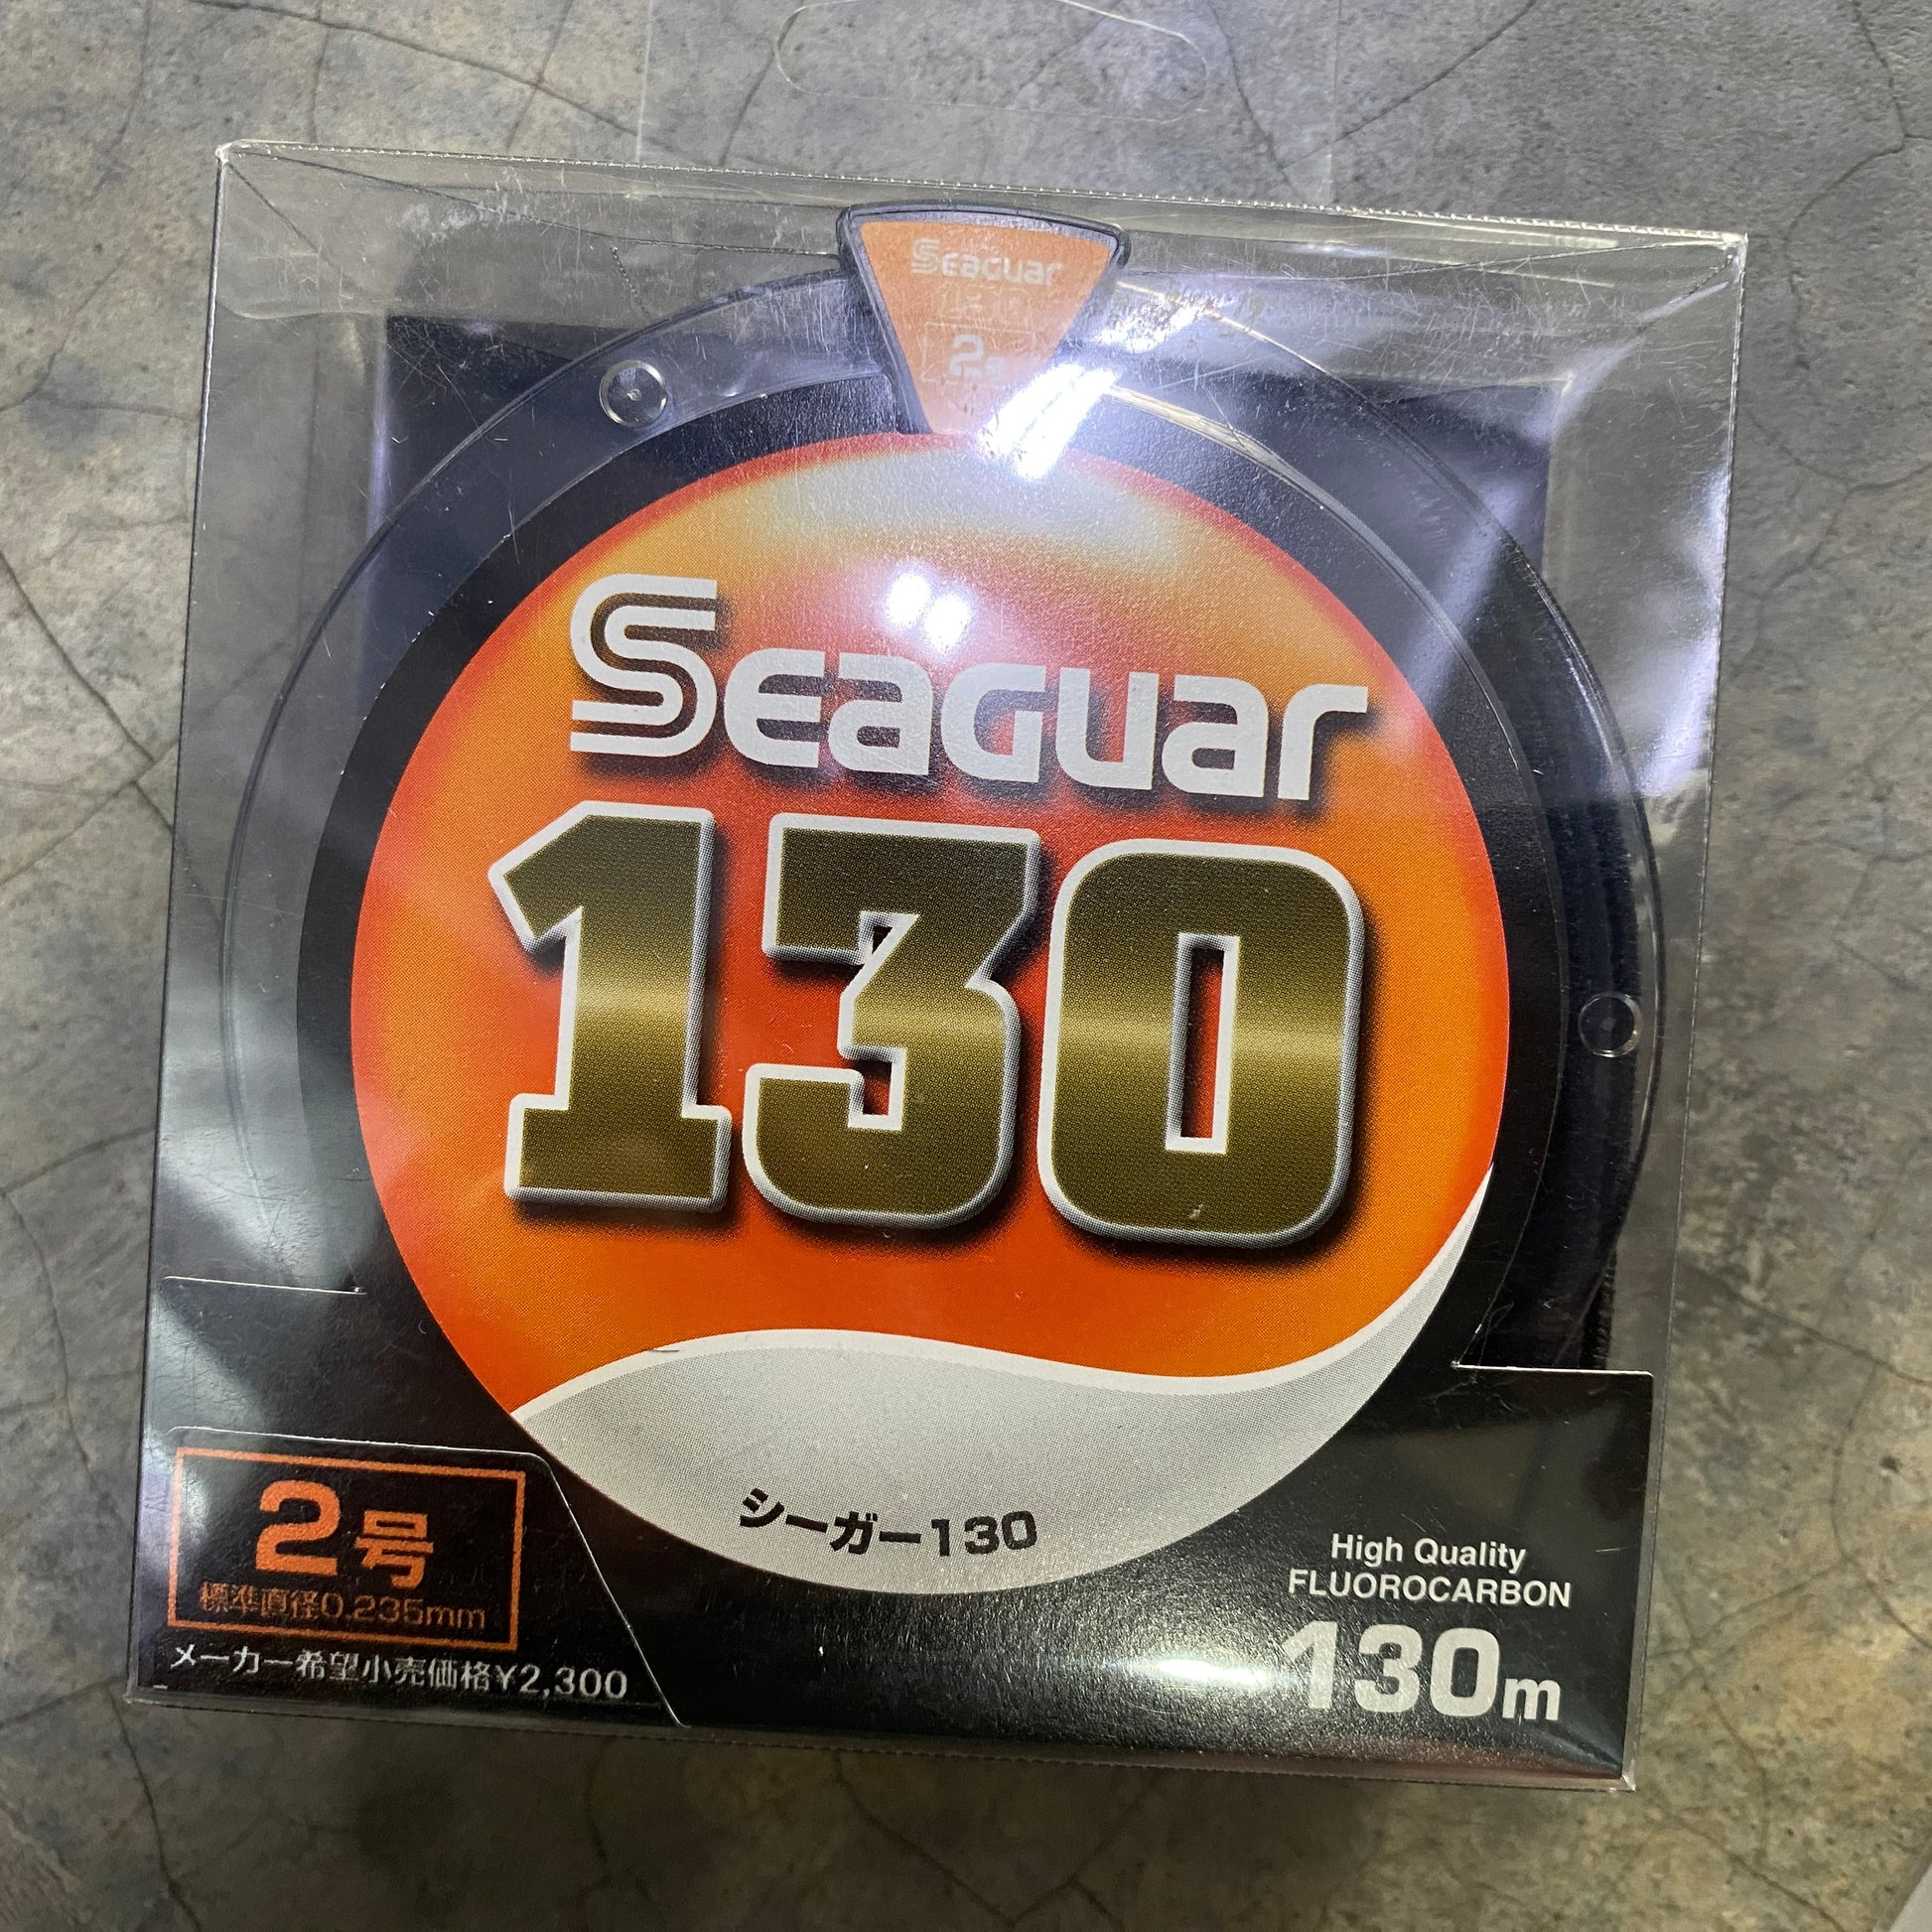 Seaguar
2号
Seaguar
130
シーガー130
2号
標準直径0.235mm
メーカー希望小売価格¥2,300
High Quality
FLUOROCARBON
130m